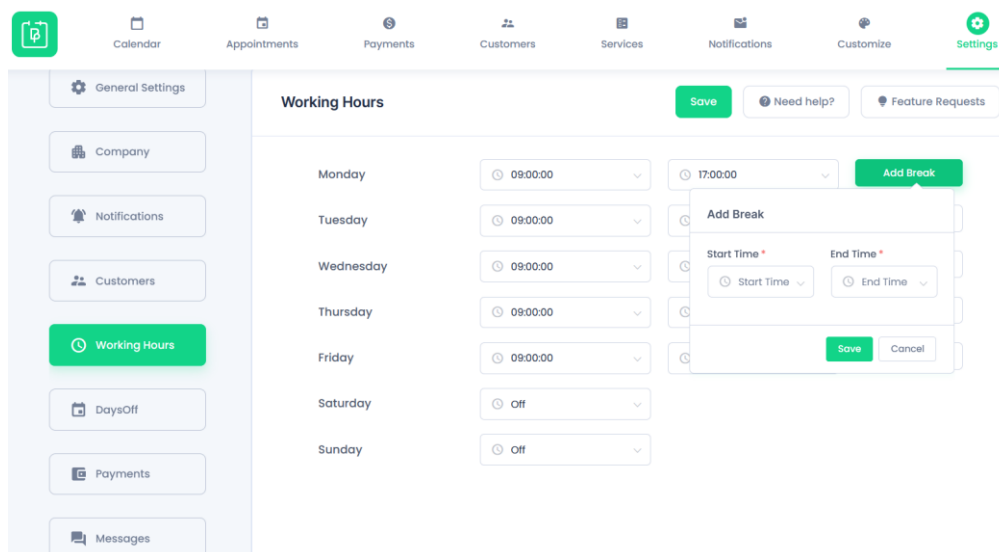 Calendar
Appointments
Payments
Customers
Services
Notifications
Customize
Settings
General Settings
Company
Notifications
Customers
Working Hours
DaysOff
Payments
Messages
Working Hours
Save
Need help?
Feature Requests
Monday
09:00:00
17:00:00
Add Break
Tuesday
09:00:00
Wednesday
09:00:00
Thursday
09:00:00
Friday
09:00:00
Saturday
Off
Sunday
Off
Add Break
Start Time *
End Time *
Start Time
End Time
Save
Cancel